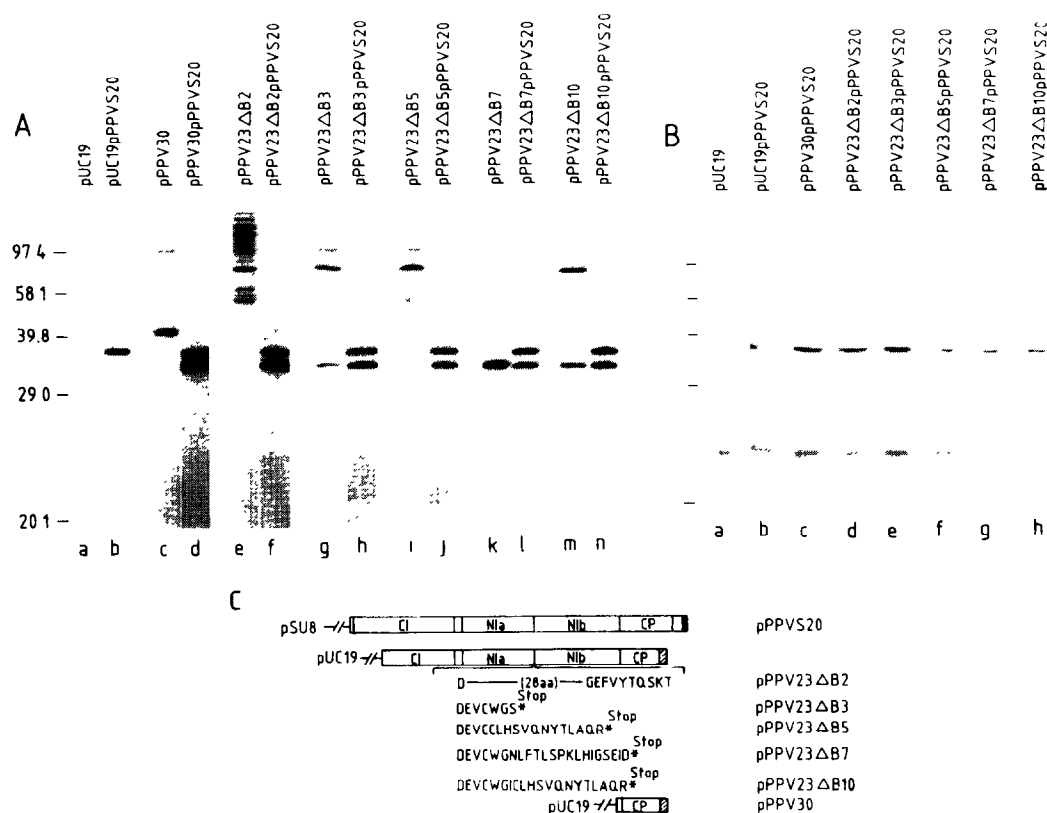 A
pUC19
pUC19pPPVS20
pPPV30
pPPV30pPPVS20
pPPV23△B2
pPPV23△B2pPPVS20
pPPV23△B3
pPPV23△B3pPPVS20
pPPV23△B5
pPPV23△B5pPPVS20
pPPV23△B7
pPPV23△B7pPPVS20
pPPV23△B10
pPPV23△B10pPPVS20
97 4
58 1
39.8
29 0
20 1
a b c d e f g h i j k l m n
B
pUC19
pUC19pPPVS20
pPPV30pPPVS20
pPPV23△B2pPPVS20
pPPV23△B3pPPVS20
pPPV23△B5pPPVS20
pPPV23△B7pPPVS20
pPPV23△B10pPPVS20
a b c d e f g h
C
pSU8 CI NIa NIb CP pPPVS20
pUC19 CI NIa NIb CP
D (28aa) GEFVYTQSKT pPPV23△B2
Stop
DEVCWGS* pPPV23△B3
Stop
DEVCCLHSVQNYTLAQR* pPPV23△B5
Stop
DEVCWGNLFTLSPKLHIGSEID* pPPV23△B7
Stop
DEVCWGICLHSVQNYTLAQR* pPPV23△B10
pUC19 CP pPPV30